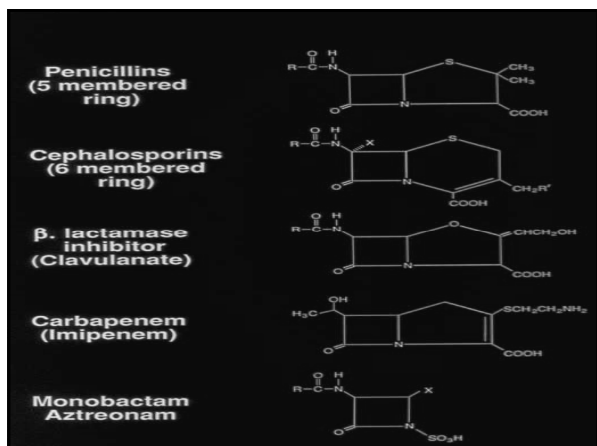 Penicillins
(5 membered
ring)
O H
R—C—N
S
CH₃
CH₃
O
N
COOH
Cephalosporins
(6 membered
ring)
O H
R—C—N
X
S
O
N
CH₂R'
COOH
β. lactamase
inhibitor
(Clavulanate)
O H
R—C—N
O
CHCH₂OH
O
N
COOH
Carbapenem
(Imipenem)
OH
H₃C
SCH₂CH₂NH₂
O
N
COOH
Monobactam
Aztreonam
O H
R—C—N
X
O
N
SO₃H